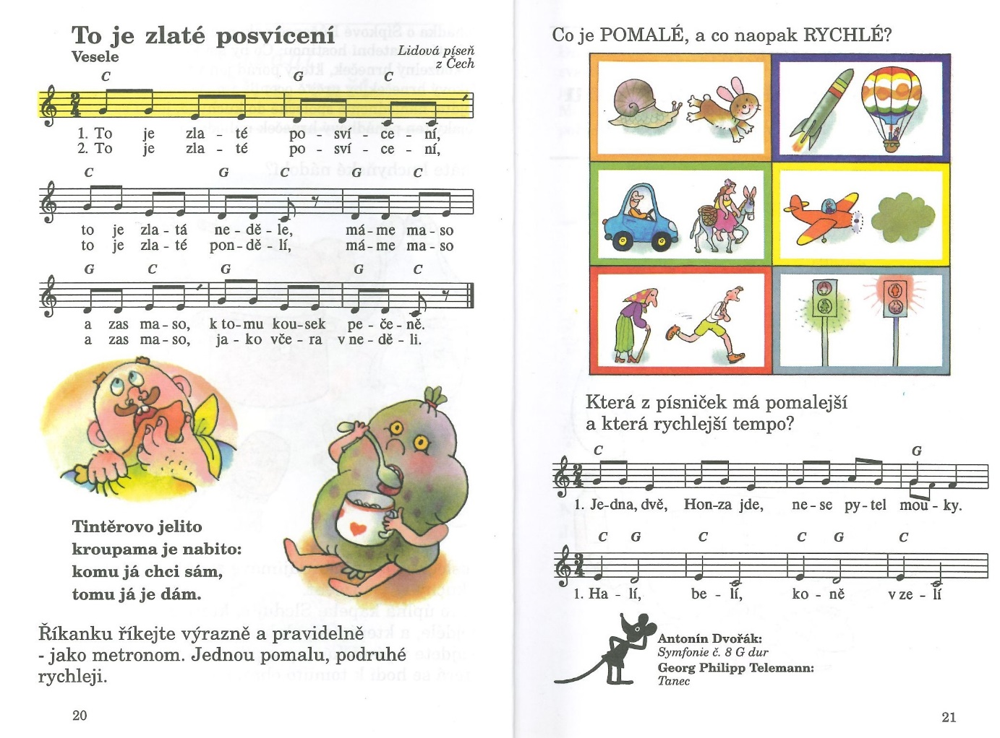 To je zlaté posvícení
Vesele
Lidová píseň
z Čech
C G C
1. To je zla - té po - sví - ce - ní,
2. To je zla - té po - sví - ce - ní,
C G C G C
to je zla - tá ne - dě - le, má - me ma - so
to je zla - té pon - dě - lí, má - me ma - so
G C G G C
a zas ma - so, k to - mu kou - sek pe - če - ně.
a zas ma - so, ja - ko vče - ra v ne - dě - li.
Tintěrovo jelito
kroupama je nabito:
komu já chci sám,
tomu já je dám.
Říkanku říkejte výrazně a pravidelně
- jako metronom. Jednou pomalu, podruhé
rychleji.
20
Co je POMALÉ, a co naopak RYCHLÉ?
Která z písniček má pomalejší
a která rychlejší tempo?
C G
1. Je-dna, dvě, Hon-za jde, ne - se py - tel mou - ky.
C G C C G C
1. Ha - lí, be - lí, ko - ně v ze - lí
Antonín Dvořák:
Symfonie č. 8 G dur
Georg Philipp Telemann:
Tanec
21